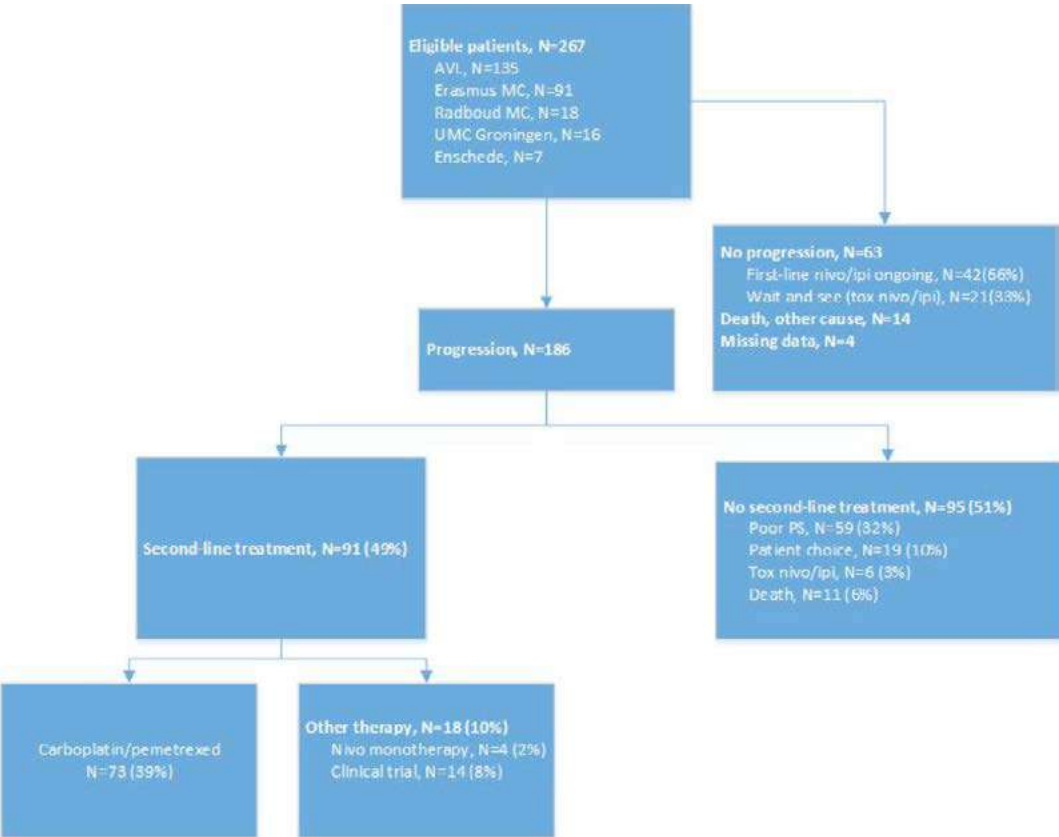 Eligible patients, N=267
AVL, N=135
Erasmus MC, N=91
Radboud MC, N=18
UMC Groningen, N=16
Enschede, N=7
No progression, N=63
First-line nivo/ipi ongoing, N=42(66%)
Wait and see (tox nivo/ipi), N=21(33%)
Death, other cause, N=14
Missing data, N=4
Progression, N=186
Second-line treatment, N=91 (49%)
No second-line treatment, N=95 (51%)
Poor PS, N=59 (32%)
Patient choice, N=19 (10%)
Tox nivo/ipi, N=6 (3%)
Death, N=11 (6%)
Carboplatin/pemetrexed
N=73 (39%)
Other therapy, N=18 (10%)
Nivo monotherapy, N=4 (2%)
Clinical trial, N=14 (8%)